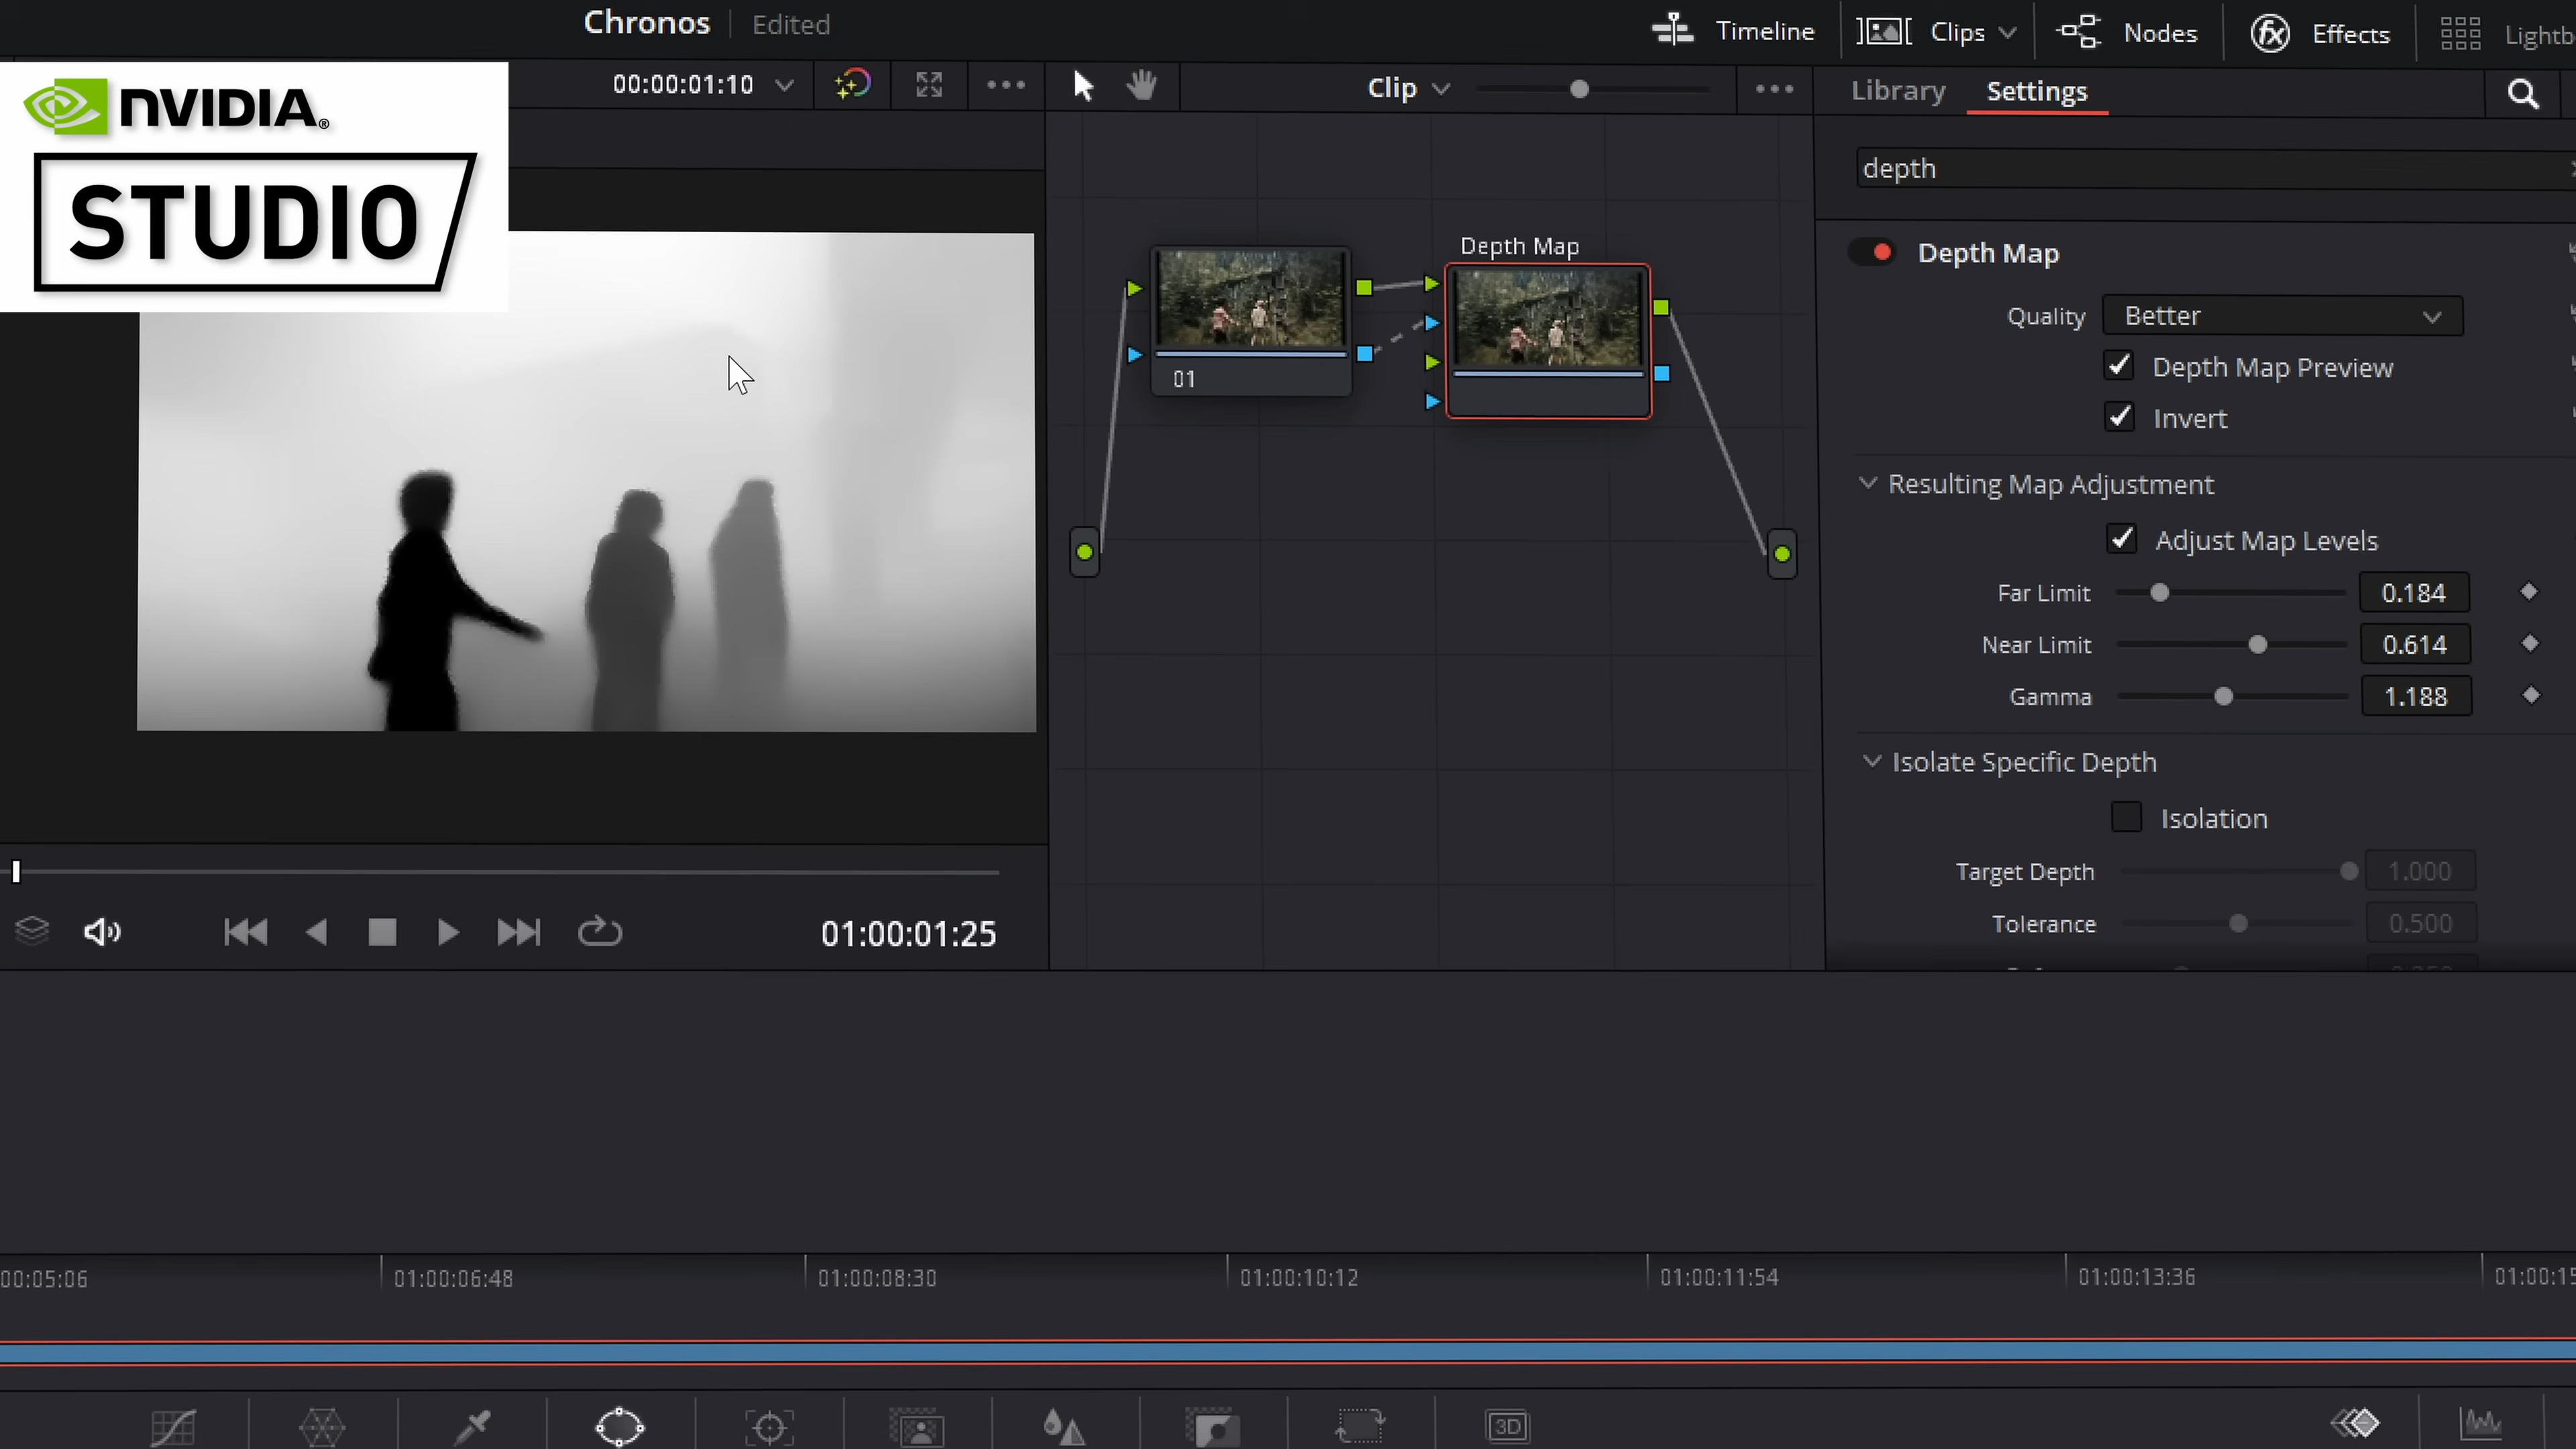 Chronos
Edited
Timeline
Clips
Nodes
Effects
NVIDIA®
STUDIO
00:00:01:10
Clip
Library
Settings
depth
Depth Map
01
Depth Map
Quality
Better
Depth Map Preview
Invert
Resulting Map Adjustment
Adjust Map Levels
Far Limit
0.184
Near Limit
0.614
Gamma
1.188
Isolate Specific Depth
Isolation
Target Depth
1.000
Tolerance
0.500
01:00:01:25
00:05:06
01:00:06:48
01:00:08:30
01:00:10:12
01:00:11:54
01:00:13:36
01:00:15
3D